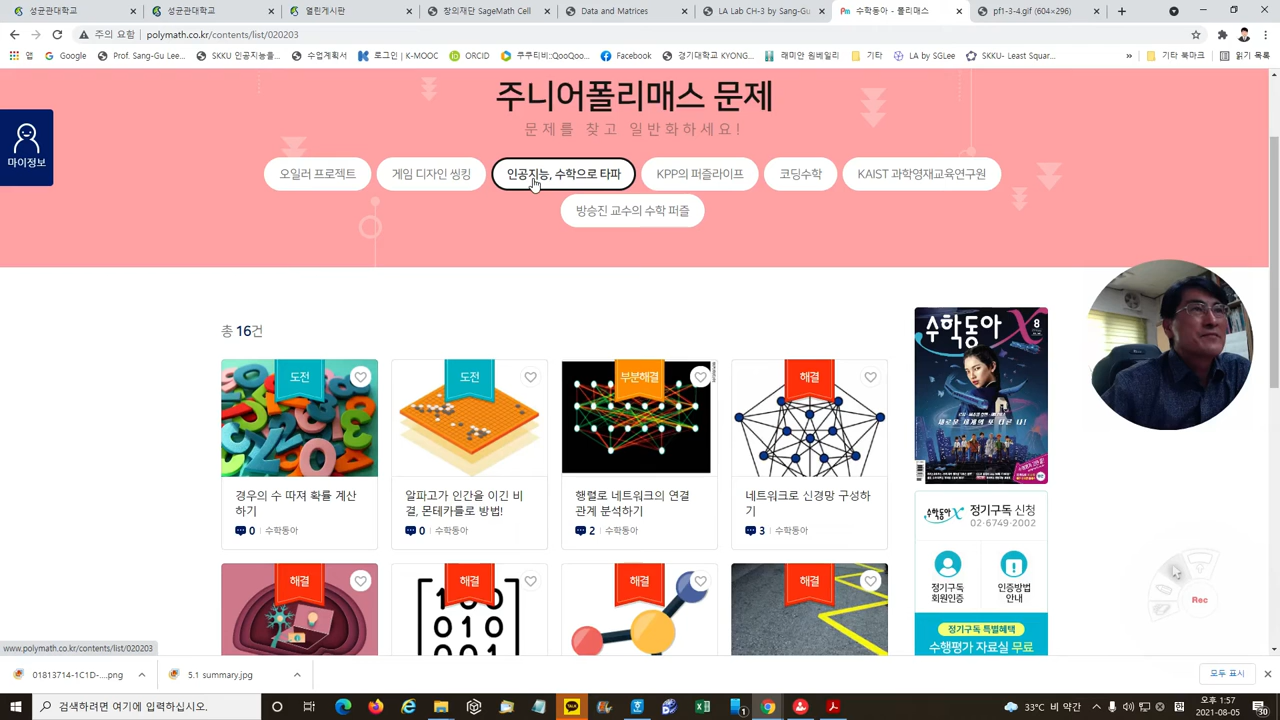 성균관대학교
성균관대학교
열린게시판
창의재단 SageMath Cell
Data and Matrices
LA Lab CH-3 by Sang-Gu
수학동아 - 폴리매스
pf1-3-4.gif (604×296)
주의 요함
polymath.co.kr/contents/list/020203
앱
Google
Prof. Sang-Gu Lee...
SKKU 인공지능을...
수업계획서
로그인 | K-MOOC
ORCID
쿠쿠티비::QooQoo...
Facebook
경기대학교 KYONG...
래미안 원베일리
기타
LA by SGLee
SKKU- Least Squar...
»
기타 북마크
읽기 목록
주니어폴리매스 문제
문제를 찾고 일반화하세요!
마이정보
오일러 프로젝트
게임 디자인 씽킹
인공지능, 수학으로 타파
KPP의 퍼즐라이프
코딩수학
KAIST 과학영재교육연구원
방승진 교수의 수학 퍼즐
총 16건
도전
도전
부분해결
해결
경우의 수 따져 확률 계산하기
0 | 수학동아
알파고가 인간을 이긴 비결, 몬테카를로 방법!
0 | 수학동아
행렬로 네트워크의 연결 관계 분석하기
2 | 수학동아
네트워크로 신경망 구성하기
3 | 수학동아
해결
해결
해결
해결
1 0 0
0 1 0
0 0 1
수학동아
8
수학동아
정기구독 신청
02-6749-2002
정기구독
회원인증
인증방법
안내
정기구독 특별혜택
수행평가 자료실 무료
Rec
www.polymath.co.kr/contents/list/020203
01813714-1C1D-....png
5.1 summary.jpg
모두 표시
검색하려면 여기에 입력하십시오.
TALK
33°C 비 약간
오후 1:57
2021-08-05
30